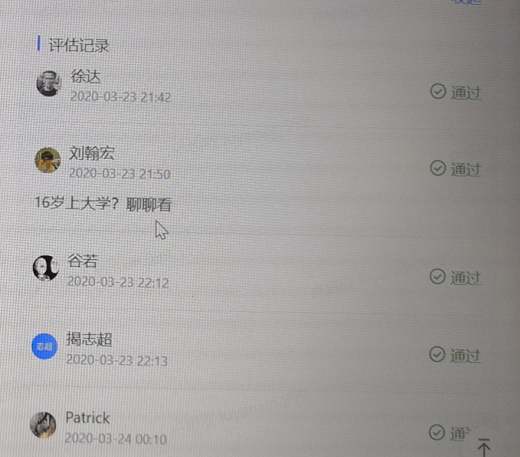 评估记录
徐达
2020-03-23 21:42
通过
刘翰宏
2020-03-23 21:50
通过
16岁上大学？聊聊看
谷若
2020-03-23 22:12
通过
志超
揭志超
2020-03-23 22:13
通过
Patrick
2020-03-24 00:10
通